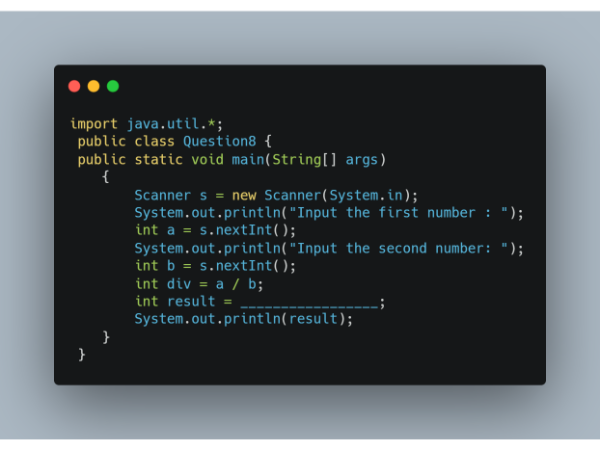 import java.util.*;
public class Question8 {
public static void main(String[] args)
{
Scanner s = new Scanner(System.in);
System.out.println("Input the first number : ");
int a = s.nextInt();
System.out.println("Input the second number: ");
int b = s.nextInt();
int div = a / b;
int result = _________________;
System.out.println(result);
}
}